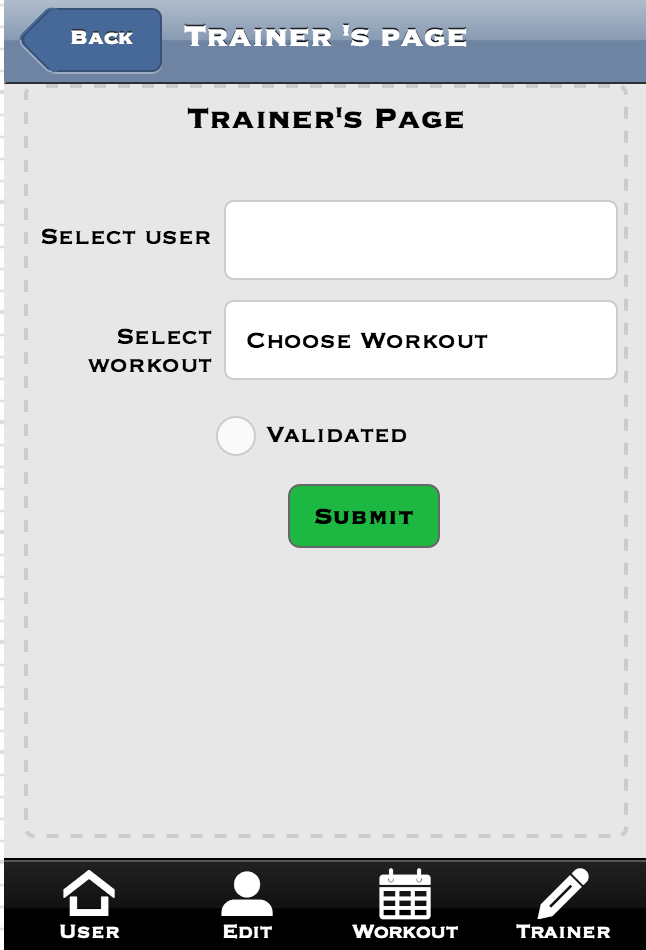 Back
Trainer 's page
Trainer's Page
Select user
Select
workout
Choose Workout
Validated
Submit
User
Edit
Workout
Trainer